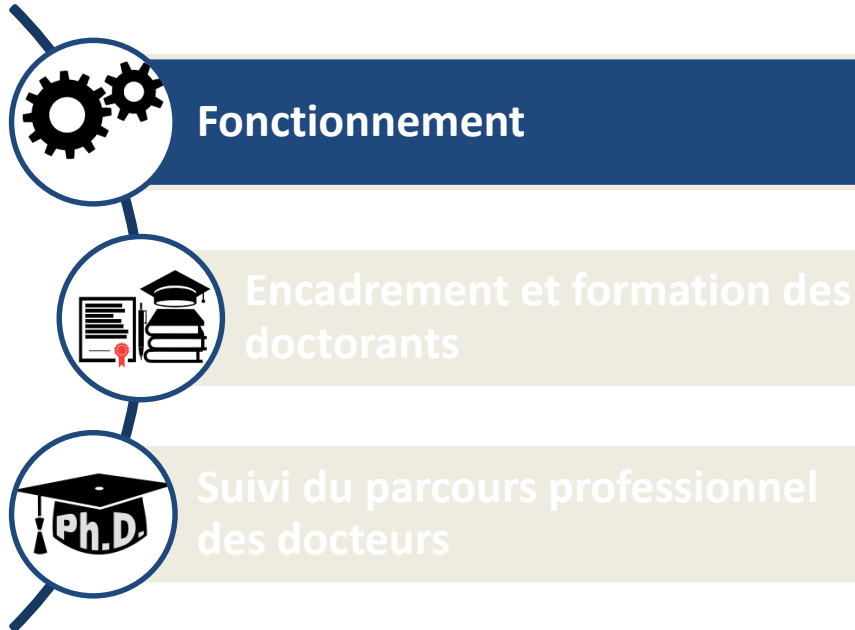 Fonctionnement
Encadrement et formation des
doctorants
Suivi du parcours professionnel
des docteurs
Ph.D.